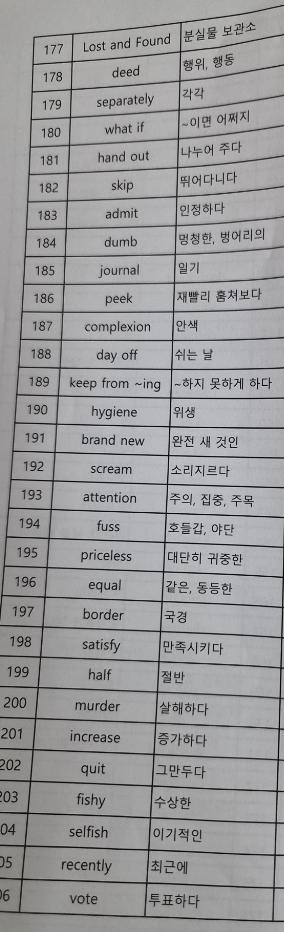 177 Lost and Found 분실물 보관소
178 deed 행위, 행동
179 separately 각각
180 what if ~이면 어쩌지
181 hand out 나누어 주다
182 skip 뛰어다니다
183 admit 인정하다
184 dumb 멍청한, 벙어리의
185 journal 일기
186 peek 재빨리 훔쳐보다
187 complexion 안색
188 day off 쉬는 날
189 keep from ~ing ~하지 못하게 하다
190 hygiene 위생
191 brand new 완전 새 것인
192 scream 소리지르다
193 attention 주의, 집중, 주목
194 fuss 호들갑, 야단
195 priceless 대단히 귀중한
196 equal 같은, 동등한
197 border 국경
198 satisfy 만족시키다
199 half 절반
200 murder 살해하다
201 increase 증가하다
202 quit 그만두다
203 fishy 수상한
04 selfish 이기적인
05 recently 최근에
06 vote 투표하다